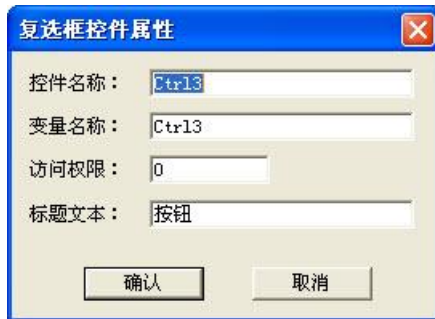 复选框控件属性
控件名称： Ctrl3
变量名称： Ctrl3
访问权限： 0
标题文本： 按钮
确认 取消